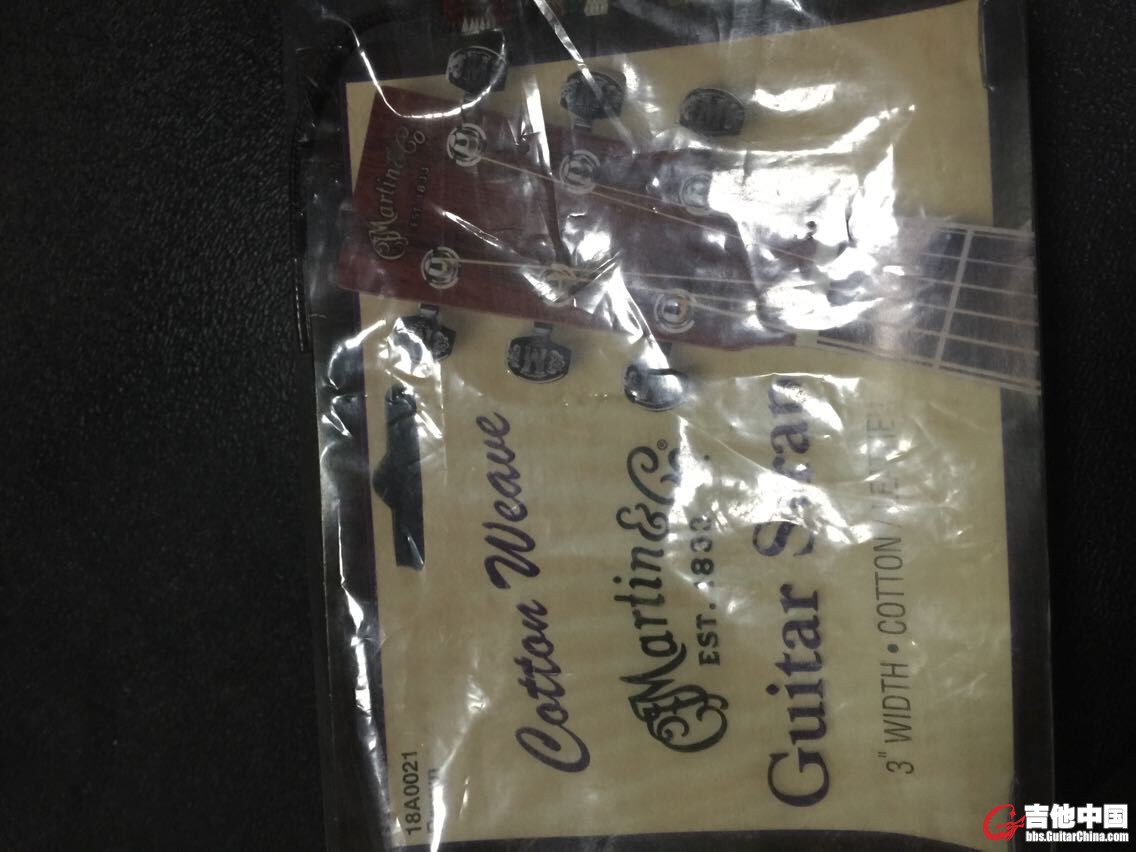 Martin & Co
EST. 1833
18A0021
Cotton Weave
Martin & Co®
EST. 1833
Guitar Strap
3" WIDTH • COTTON /
吉他中国
bbs.GuitarChina.com